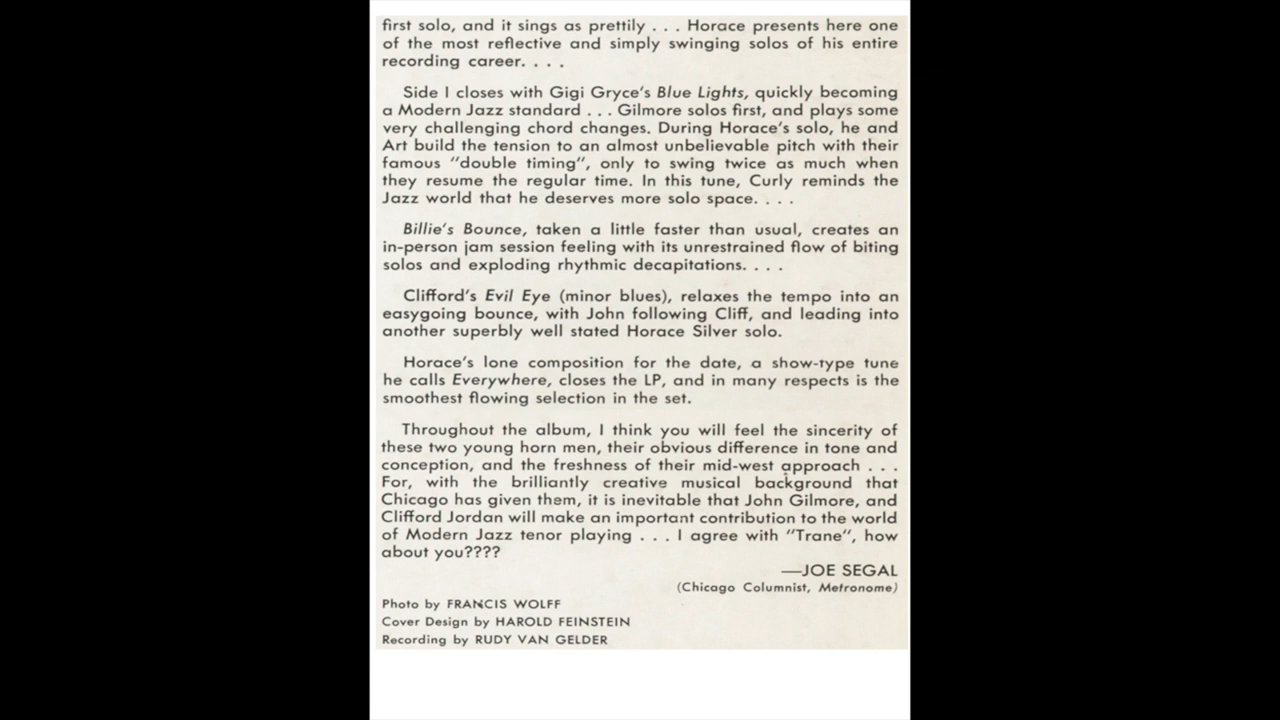 first solo, and it sings as prettily . . . Horace presents here one
of the most reflective and simply swinging solos of his entire
recording career. . . .
Side I closes with Gigi Gryce's Blue Lights, quickly becoming
a Modern Jazz standard . . . Gilmore solos first, and plays some
very challenging chord changes. During Horace's solo, he and
Art build the tension to an almost unbelievable pitch with their
famous "double timing", only to swing twice as much when
they resume the regular time. In this tune, Curly reminds the
Jazz world that he deserves more solo space. . . .
Billie's Bounce, taken a little faster than usual, creates an
in-person jam session feeling with its unrestrained flow of biting
solos and exploding rhythmic decapitations. . . .
Clifford's Evil Eye (minor blues), relaxes the tempo into an
easygoing bounce, with John following Cliff, and leading into
another superbly well stated Horace Silver solo.
Horace's lone composition for the date, a show-type tune
he calls Everywhere, closes the LP, and in many respects is the
smoothest flowing selection in the set.
Throughout the album, I think you will feel the sincerity of
these two young horn men, their obvious difference in tone and
conception, and the freshness of their mid-west approach . . .
For, with the brilliantly creative musical background that
Chicago has given them, it is inevitable that John Gilmore, and
Clifford Jordan will make an important contribution to the world
of Modern Jazz tenor playing . . . I agree with "Trane", how
about you????
—JOE SEGAL
(Chicago Columnist, Metronome)
Photo by FRANCIS WOLFF
Cover Design by HAROLD FEINSTEIN
Recording by RUDY VAN GELDER